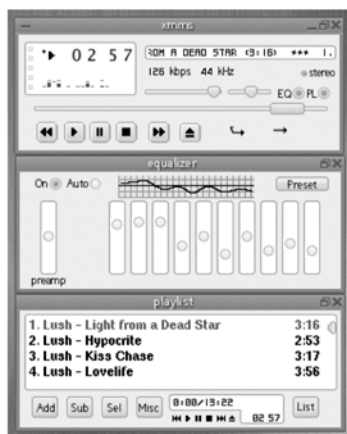 xmms
02 57
ROM A DEAD STAR (3:16) *** 1.
126 kbps 44 kHz
stereo
EQ PL
equalizer
On Auto
Preset
preamp
playlist
1. Lush - Light from a Dead Star 3:16
2. Lush - Hypocrite 2:53
3. Lush - Kiss Chase 3:17
4. Lush - Lovelife 3:56
Add Sub Sel Misc
0:00/13:22
02 57
List